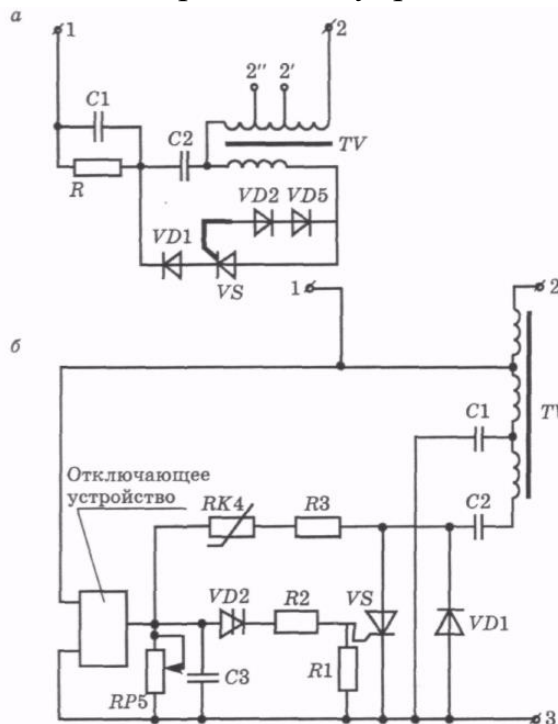 а
1
2
2″ 2′
C1
C2
TV
R
VD2 VD5
VD1
VS
1
2
б
C1
TV
Отключающее
устройство
RK4 R3
C2
VD2 R2 VS
VD1
R1
C3
RP5
3